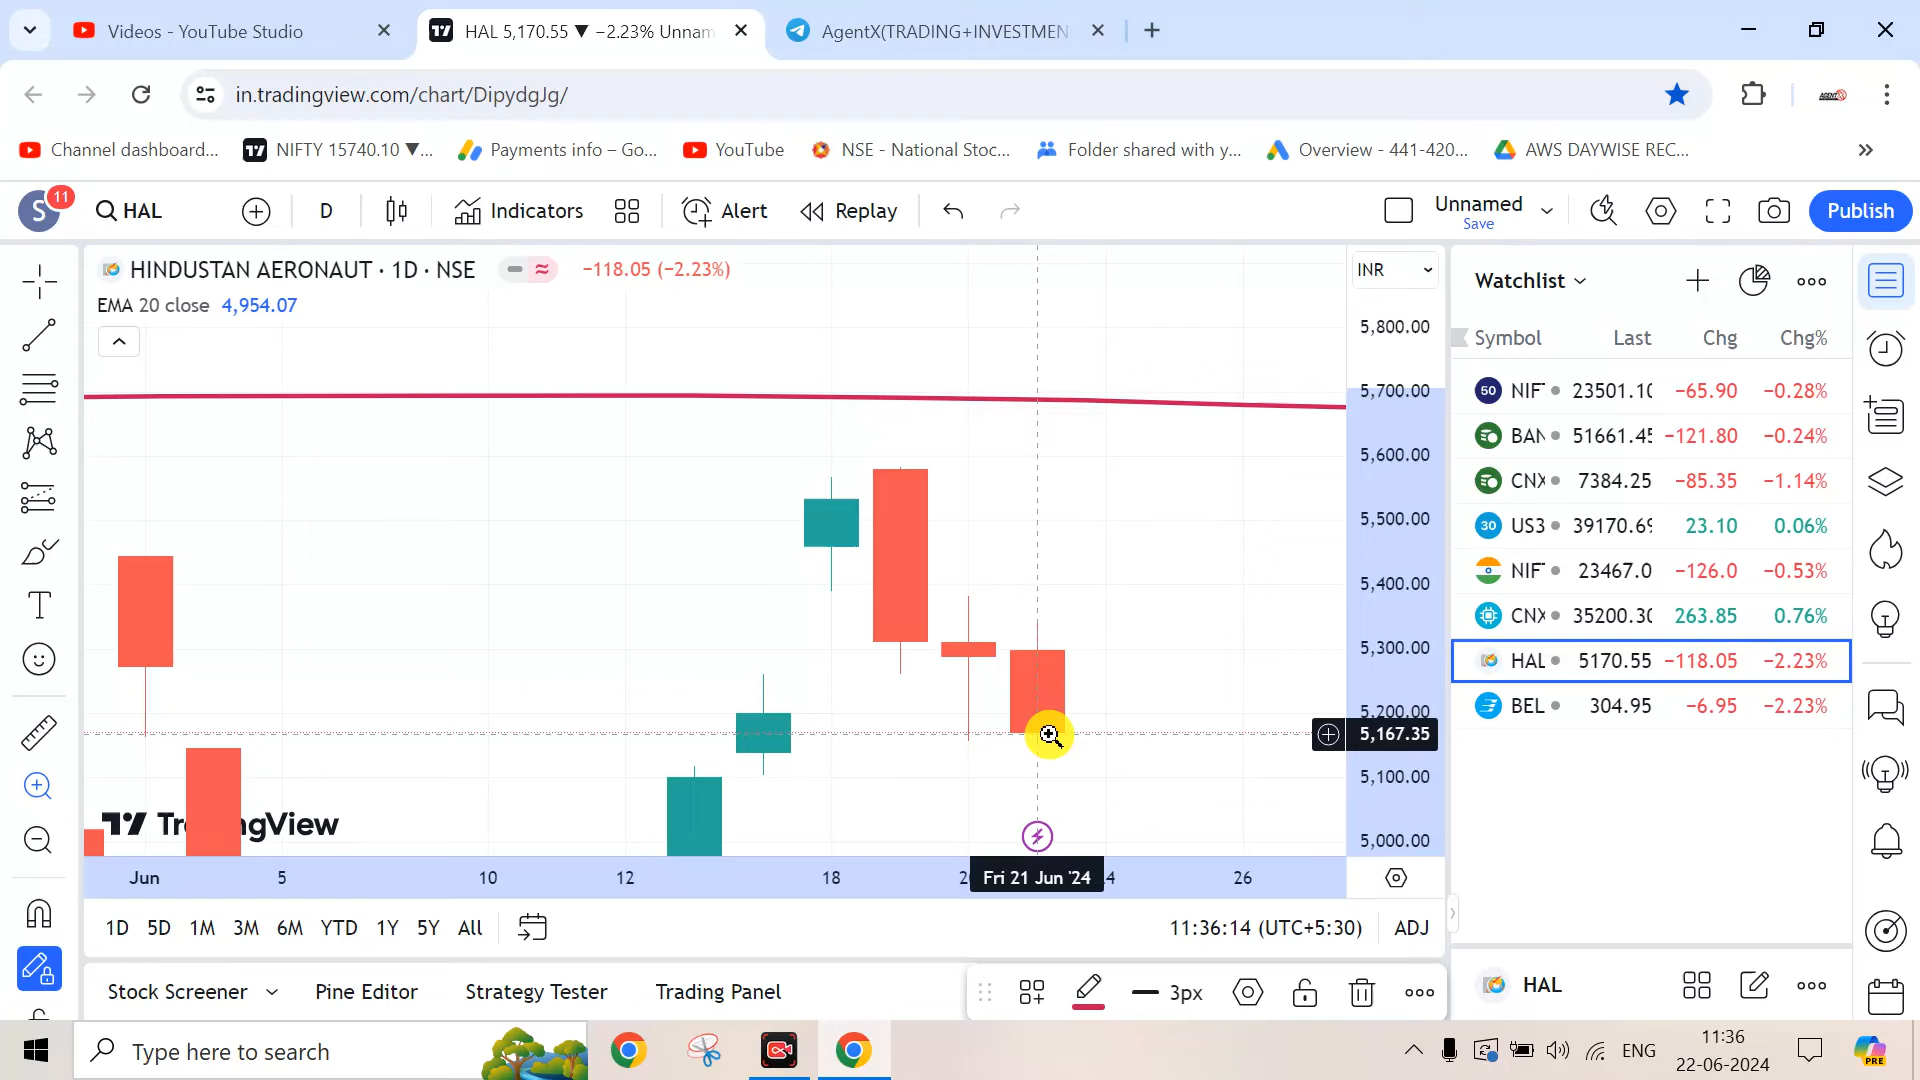 Videos - YouTube Studio
HAL 5,170.55 ▼ −2.23% Unnam
AgentX(TRADING+INVESTMEN
in.tradingview.com/chart/DipydgJg/
Channel dashboard...
NIFTY 15740.10 ▼...
Payments info – Go...
YouTube
NSE - National Stoc...
Folder shared with y...
Overview - 441-420...
AWS DAYWISE REC...
S
11
HAL
D
Indicators
Alert
Replay
Unnamed
Save
Publish
HINDUSTAN AERONAUT · 1D · NSE
−118.05 (−2.23%)
EMA 20 close 4,954.07
INR
5,800.00
5,700.00
5,600.00
5,500.00
5,400.00
5,300.00
5,200.00
5,167.35
5,100.00
5,000.00
Watchlist
Symbol Last Chg Chg%
50 NIF 23501.10 −65.90 −0.28%
BAN 51661.45 −121.80 −0.24%
CNX 7384.25 −85.35 −1.14%
30 US3 39170.69 23.10 0.06%
NIF 23467.0 −126.0 −0.53%
CNX 35200.30 263.85 0.76%
HAL 5170.55 −118.05 −2.23%
BEL 304.95 −6.95 −2.23%
Jun 5 10 12 18 Fri 21 Jun '24 26
1D 5D 1M 3M 6M YTD 1Y 5Y All
11:36:14 (UTC+5:30) ADJ
Stock Screener Pine Editor Strategy Tester Trading Panel
3px
HAL
Type here to search
ENG
11:36
22-06-2024
PRE